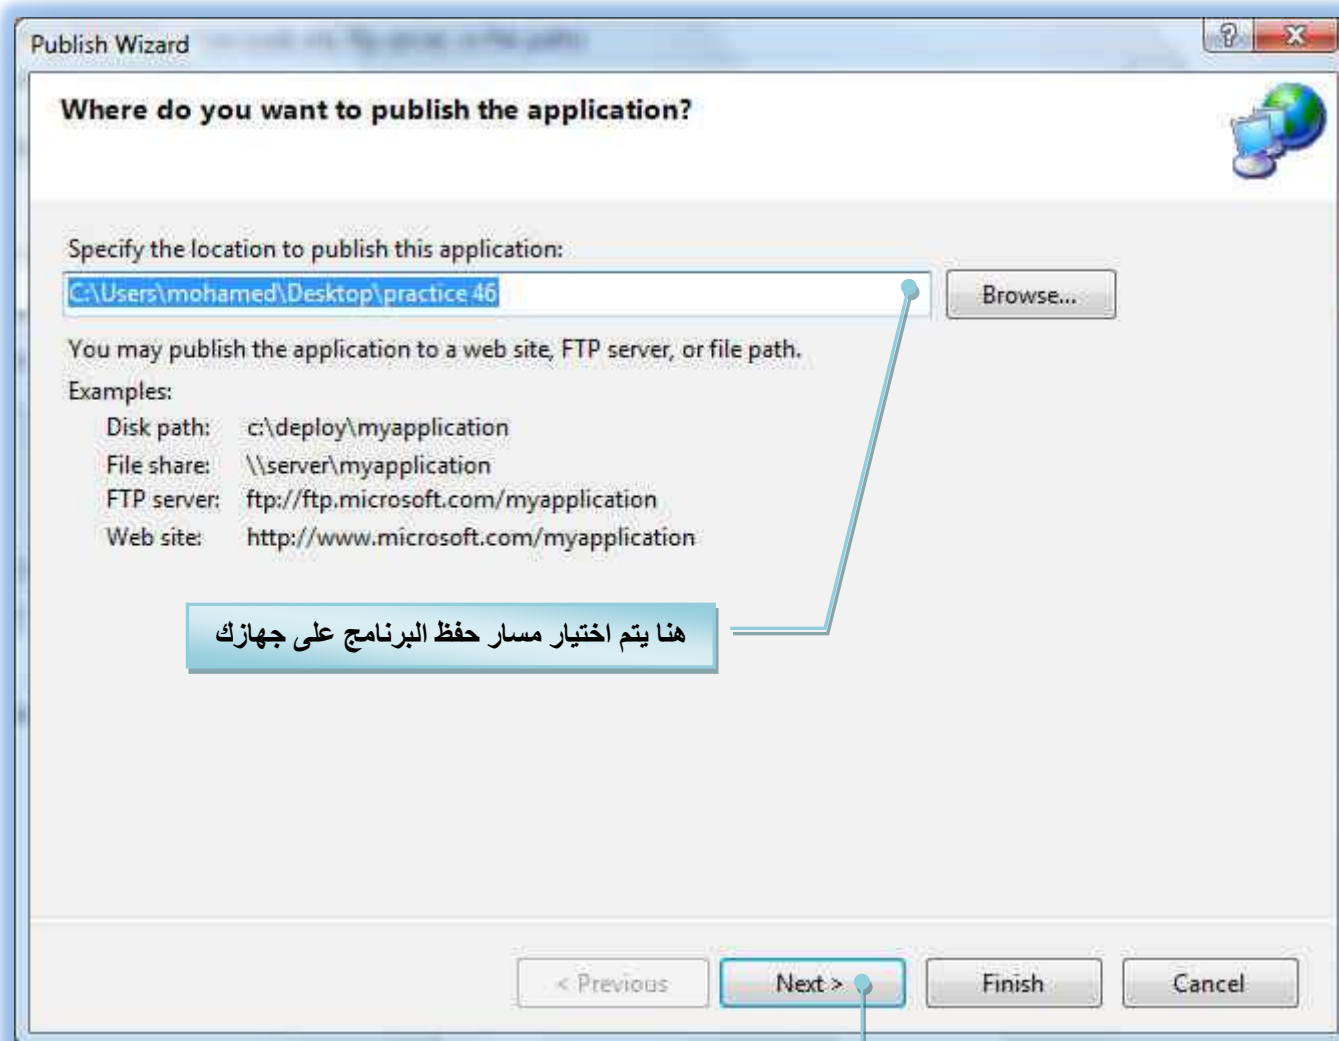 Publish Wizard
Where do you want to publish the application?
Specify the location to publish this application:
C:\Users\mohamed\Desktop\practice 46
Browse...
You may publish the application to a web site, FTP server, or file path.
Examples:
Disk path: c:\deploy\myapplication
File share: \\server\myapplication
FTP server: ftp://ftp.microsoft.com/myapplication
Web site: http://www.microsoft.com/myapplication
هنا يتم اختيار مسار حفظ البرنامج على جهازك
< Previous
Next >
Finish
Cancel